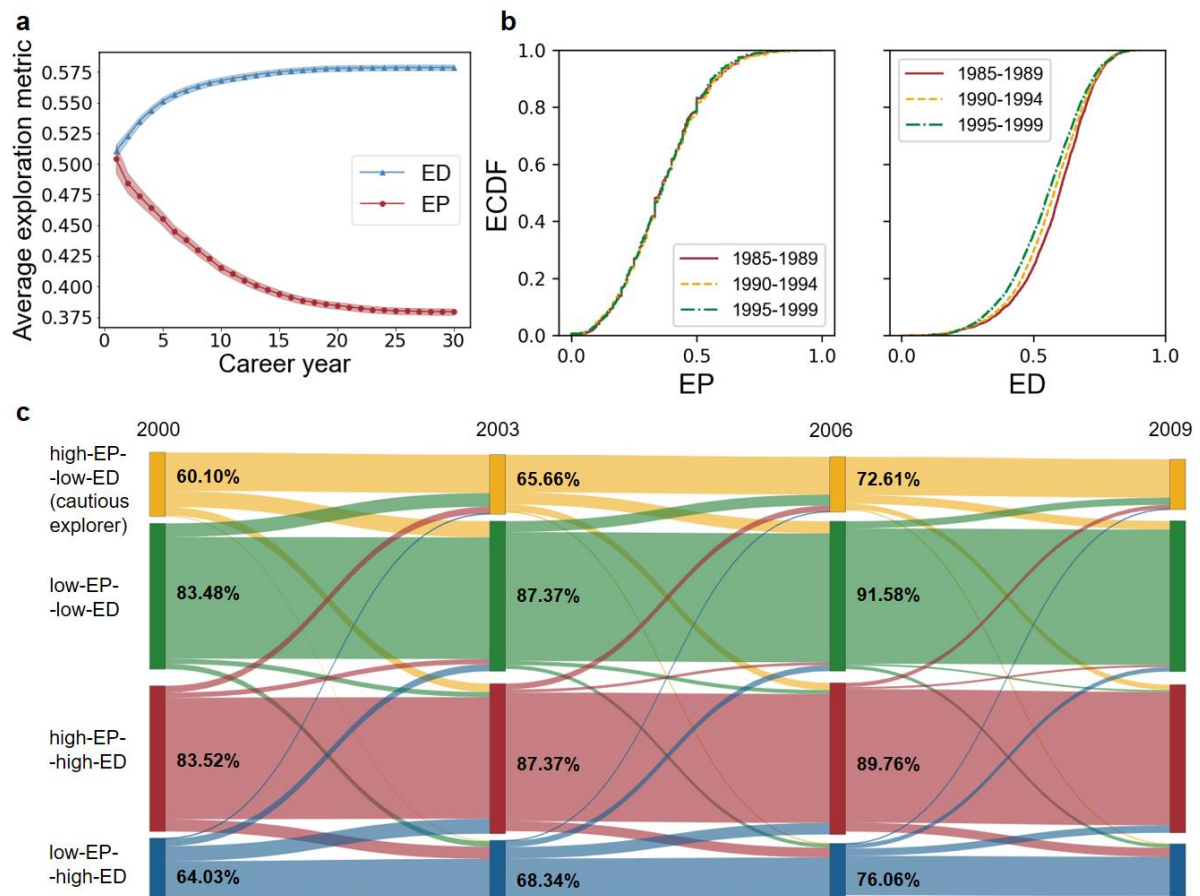 a
0.575
0.550
0.525
0.500
0.475
0.450
0.425
0.400
0.375
Average exploration metric
ED
EP
0 5 10 15 20 25 30
Career year
b
1.0
0.8
0.6
0.4
0.2
0.0
ECDF
1985-1989
1990-1994
1995-1999
0.0 0.5 1.0
EP
1985-1989
1990-1994
1995-1999
0.0 0.5 1.0
ED
c
2000 2003 2006 2009
high-EP-
-low-ED
(cautious
explorer)
60.10% 65.66% 72.61%
low-EP-
-low-ED
83.48% 87.37% 91.58%
high-EP-
-high-ED
83.52% 87.37% 89.76%
low-EP-
-high-ED
64.03% 68.34% 76.06%